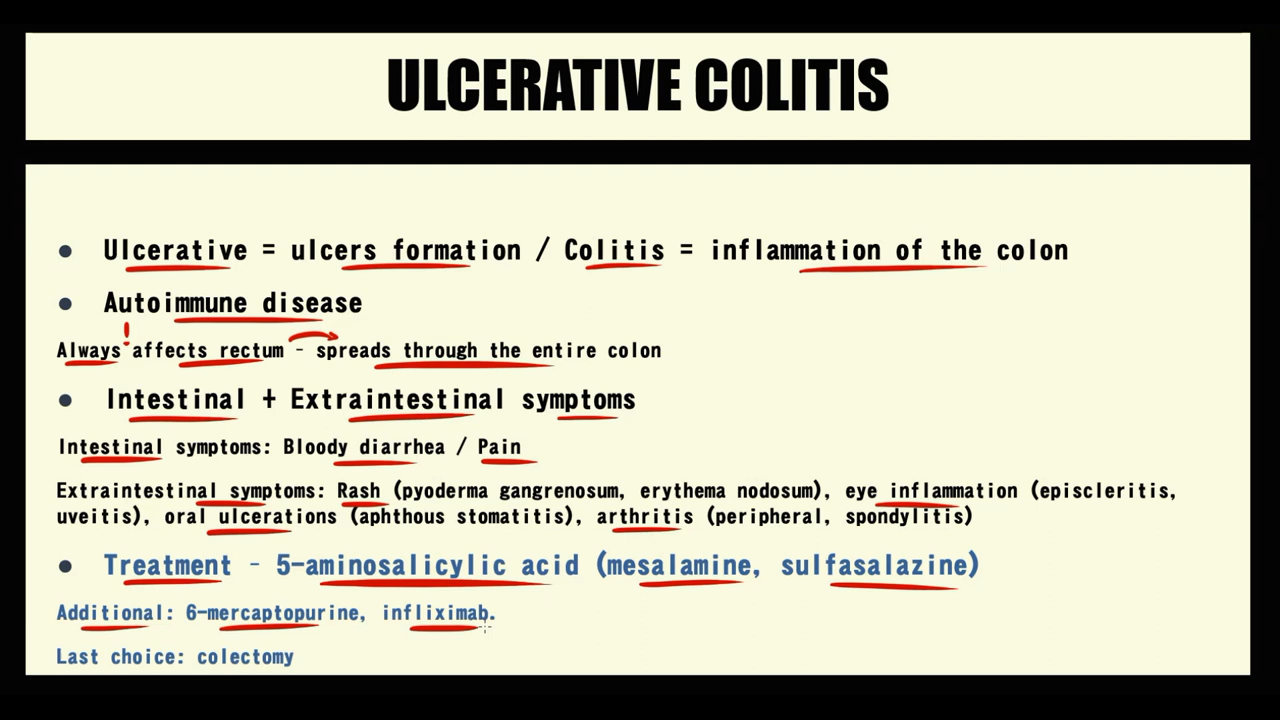 ULCERATIVE COLITIS
● Ulcerative = ulcers formation / Colitis = inflammation of the colon
● Autoimmune disease
Always affects rectum - spreads through the entire colon
● Intestinal + Extraintestinal symptoms
Intestinal symptoms: Bloody diarrhea / Pain
Extraintestinal symptoms: Rash (pyoderma gangrenosum, erythema nodosum), eye inflammation (episcleritis,
uveitis), oral ulcerations (aphthous stomatitis), arthritis (peripheral, spondylitis)
● Treatment - 5-aminosalicylic acid (mesalamine, sulfasalazine)
Additional: 6-mercaptopurine, infliximab.
Last choice: colectomy